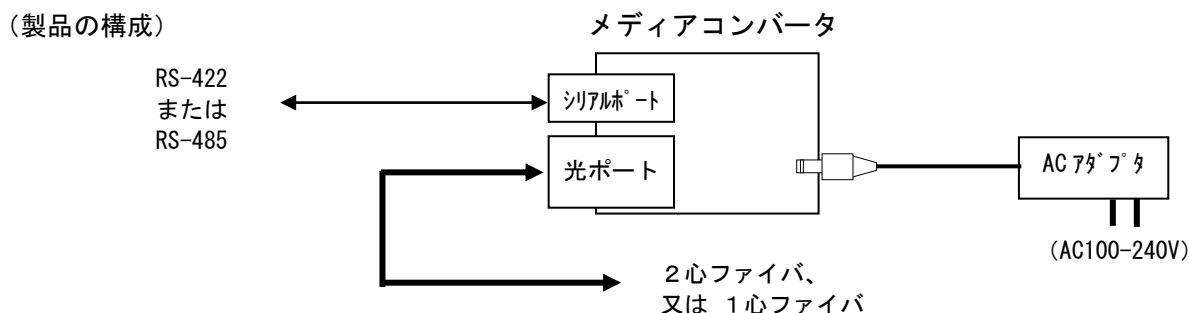 （製品の構成）
メディアコンバータ
RS-422
または
RS-485
ｼﾘｱﾙﾎﾟｰﾄ
光ポート
ACｱﾀﾞﾌﾟﾀ
(AC100-240V)
２心ファイバ、
又は １心ファイバ